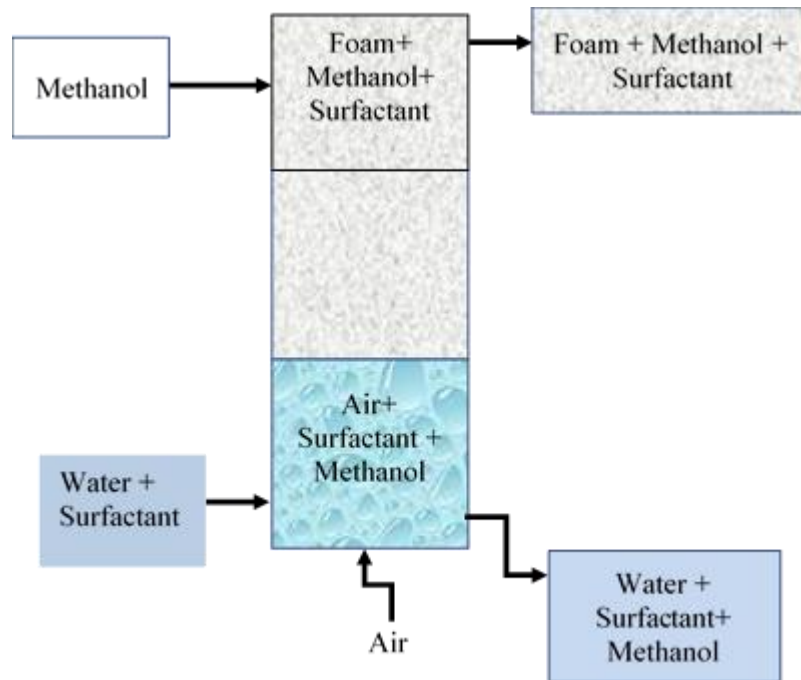 Methanol
Foam+
Methanol+
Surfactant
Foam + Methanol +
Surfactant
Air+
Surfactant +
Methanol
Water +
Surfactant
Air
Water +
Surfactant+
Methanol